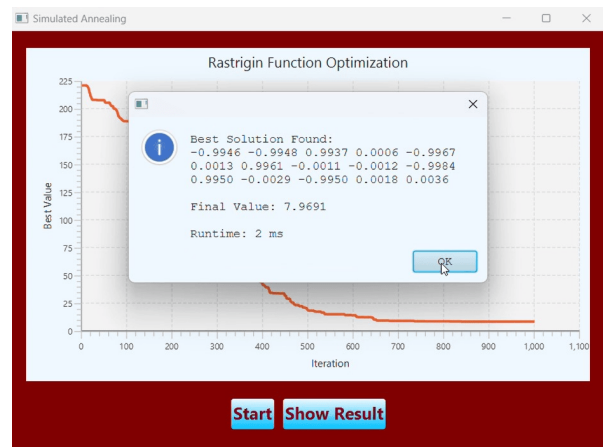 Simulated Annealing
Rastrigin Function Optimization
225
200
175
150
125
100
75
50
25
0
Best Value
Best Solution Found:
-0.9946 -0.9948 0.9937 0.0006 -0.9967
0.0013 0.9961 -0.0011 -0.0012 -0.9984
0.9950 -0.0029 -0.9950 0.0018 0.0036
Final Value: 7.9691
Runtime: 2 ms
OK
0 100 200 300 400 500 600 700 800 900 1,000 1,100
Iteration
Start Show Result